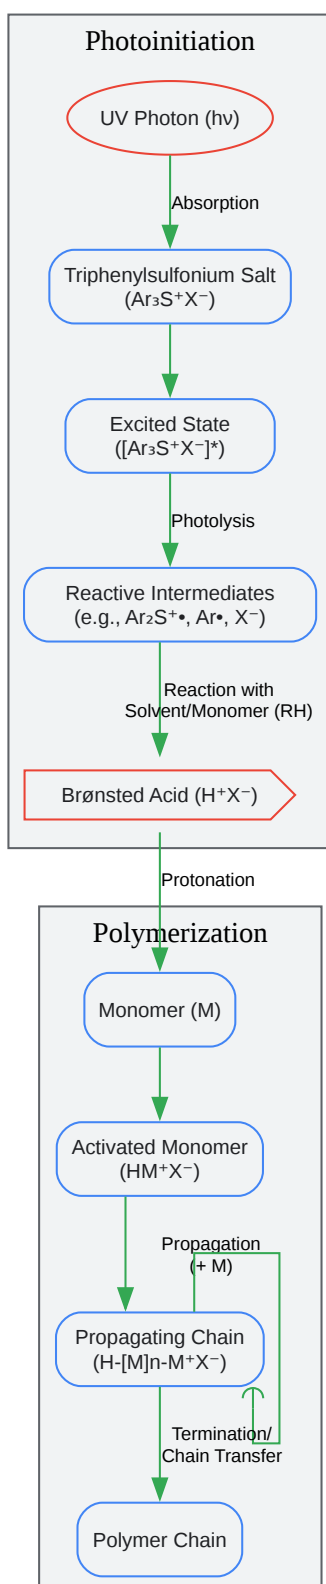 Photoinitiation
UV Photon (hν)
Absorption
Triphenylsulfonium Salt
(Ar₃S⁺X⁻)
Excited State
([Ar₃S⁺X⁻]*)
Photolysis
Reactive Intermediates
(e.g., Ar₂S⁺•, Ar•, X⁻)
Reaction with
Solvent/Monomer (RH)
Brønsted Acid (H⁺X⁻)
Protonation
Polymerization
Monomer (M)
Activated Monomer
(HM⁺X⁻)
Propagation
(+ M)
Propagating Chain
(H-[M]n-M⁺X⁻)
Termination/
Chain Transfer
Polymer Chain